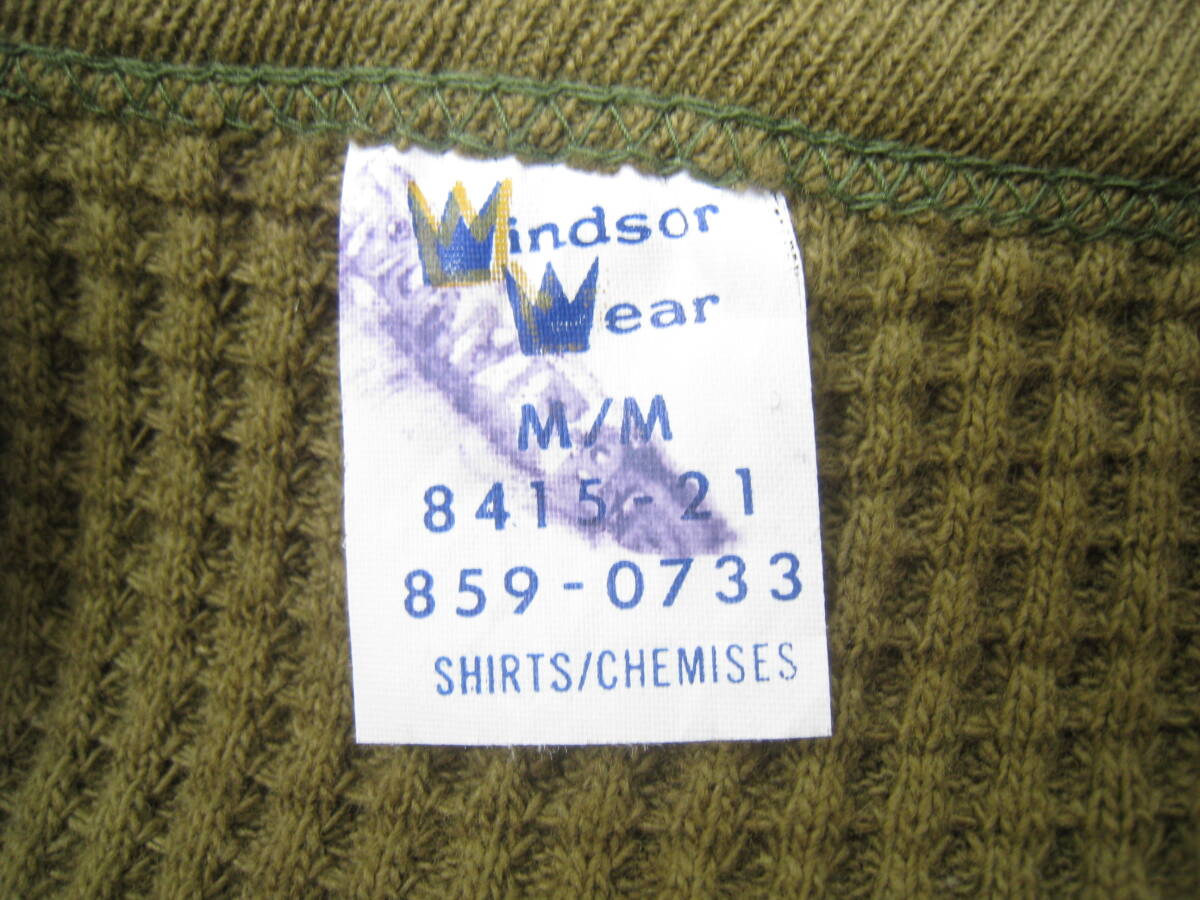 Windsor
Wear
M/M
8415-21
859-0733
SHIRTS/CHEMISES